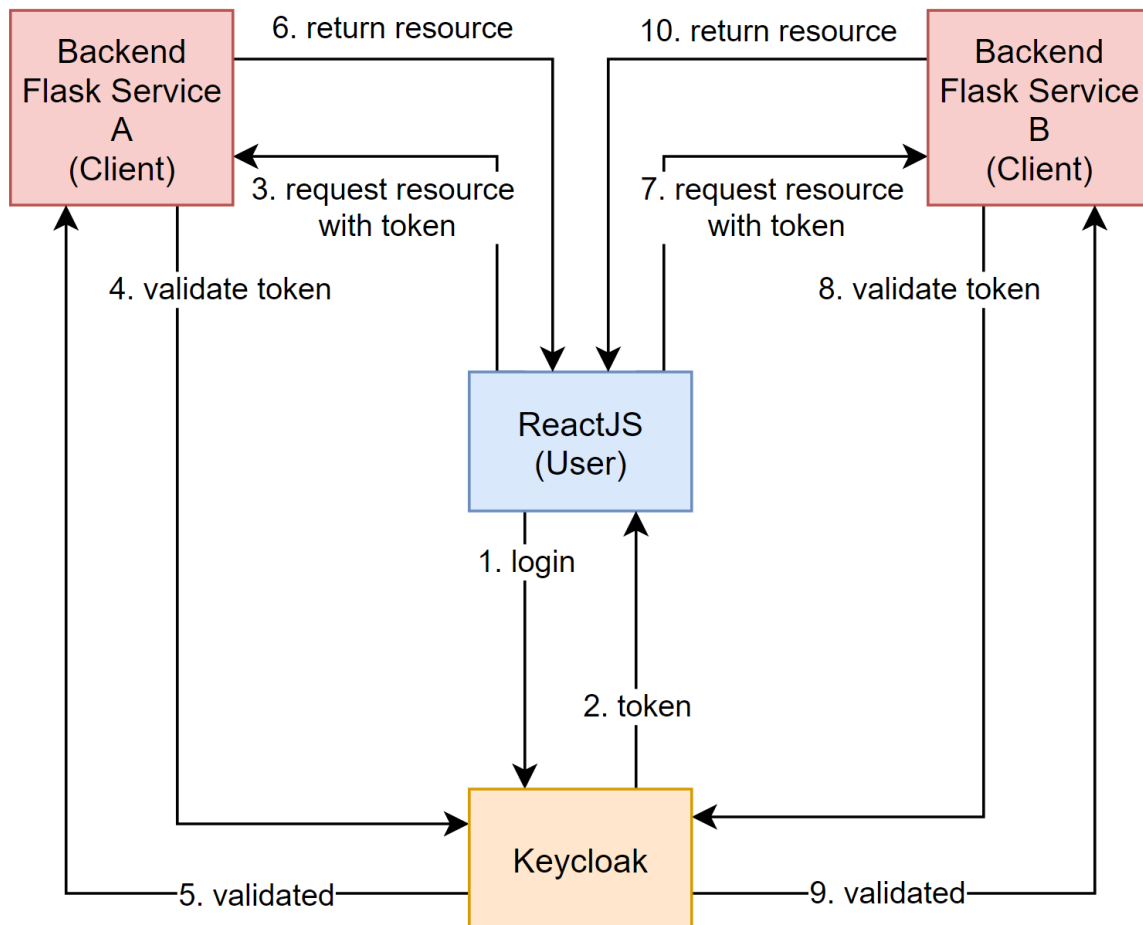 Backend
Flask Service
A
(Client)
6. return resource
10. return resource
Backend
Flask Service
B
(Client)
3. request resource
with token
7. request resource
with token
4. validate token
8. validate token
ReactJS
(User)
1. login
2. token
Keycloak
5. validated
9. validated